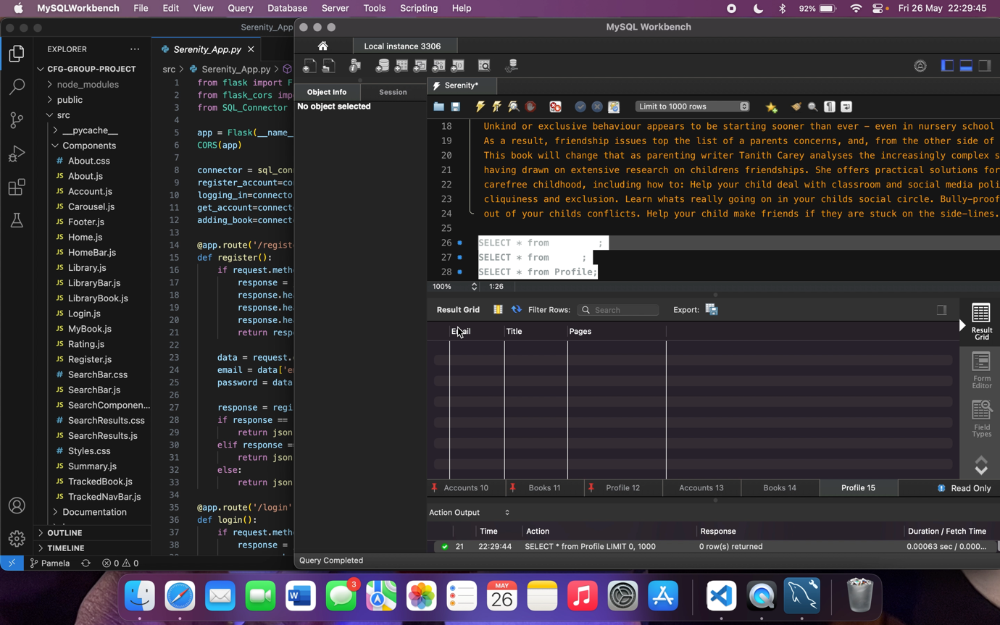 MySQLWorkbench File Edit View Query Database Server Tools Scripting Help 92% Fri 26 May 22:29:45
Serenity_App
MySQL Workbench
EXPLORER
Serenity_App.py
Local instance 3306
CFG-GROUP-PROJECT
src > Serenity_App.py >
node_modules
public
src
__pycache__
Components
About.css
JS About.js
JS Account.js
JS Carousel.js
JS Footer.js
JS Home.js
JS HomeBar.js
JS Library.js
JS LibraryBar.js
JS LibraryBook.js
JS Login.js
JS MyBook.js
JS Rating.js
JS Register.js
# SearchBar.css
JS SearchBar.js
JS SearchComponen...
# SearchResults.css
JS SearchResults.js
# Styles.css
JS Summary.js
JS TrackedBook.js
JS TrackedNavBar.js
Documentation
OUTLINE
TIMELINE
Pamela 0 0
1 from flask import F
2 from flask_cors imp
3 from SQL_Connector
4
5 app = Flask(__name_
6 CORS(app)
7
8 connector = sql_con
9 register_account=co
10 logging_in=connecto
11 get_account=connect
12 adding_book=connect
13
14 @app.route('/regist
15 def register():
16 if request.meth
17 response =
18 response.he
19 response.he
20 response.he
21 return resp
22
23 data = request.
24 email = data['e
25 password = data
26
27 response = regi
28 if response ==
29 return json
30 elif response =
31 return json
32 else:
33 return json
34
35 @app.route('/login'
36 def login():
37 if request.meth
38 response =
Object Info Session
No object selected
Serenity*
Limit to 1000 rows
18 Unkind or exclusive behaviour appears to be starting sooner than ever – even in nursery school
19 As a result, friendship issues top the list of a parents concerns, and, from the other side of
20 This book will change that as parenting writer Tanith Carey analyses the increasingly complex s
21 having drawn on extensive research on childrens friendships. She offers practical solutions for
22 carefree childhood, including how to: Help your child deal with classroom and social media poli
23 cliquiness and exclusion. Learn whats really going on in your childs social circle. Bully-proof
24 out of your childs conflicts. Help your child make friends if they are stuck on the side-lines.
25
26 SELECT * from ;
27 SELECT * from ;
28 SELECT * from Profile;
100% 1:26
Result Grid Filter Rows: Search Export:
Email Title Pages
Result Grid
Form Editor
Field Types
Accounts 10 Books 11 Profile 12 Accounts 13 Books 14 Profile 15 Read Only
Action Output
Time Action Response Duration / Fetch Time
21 22:29:44 SELECT * from Profile LIMIT 0, 1000 0 row(s) returned 0.00063 sec / 0.000...
Query Completed
3
MAY
26